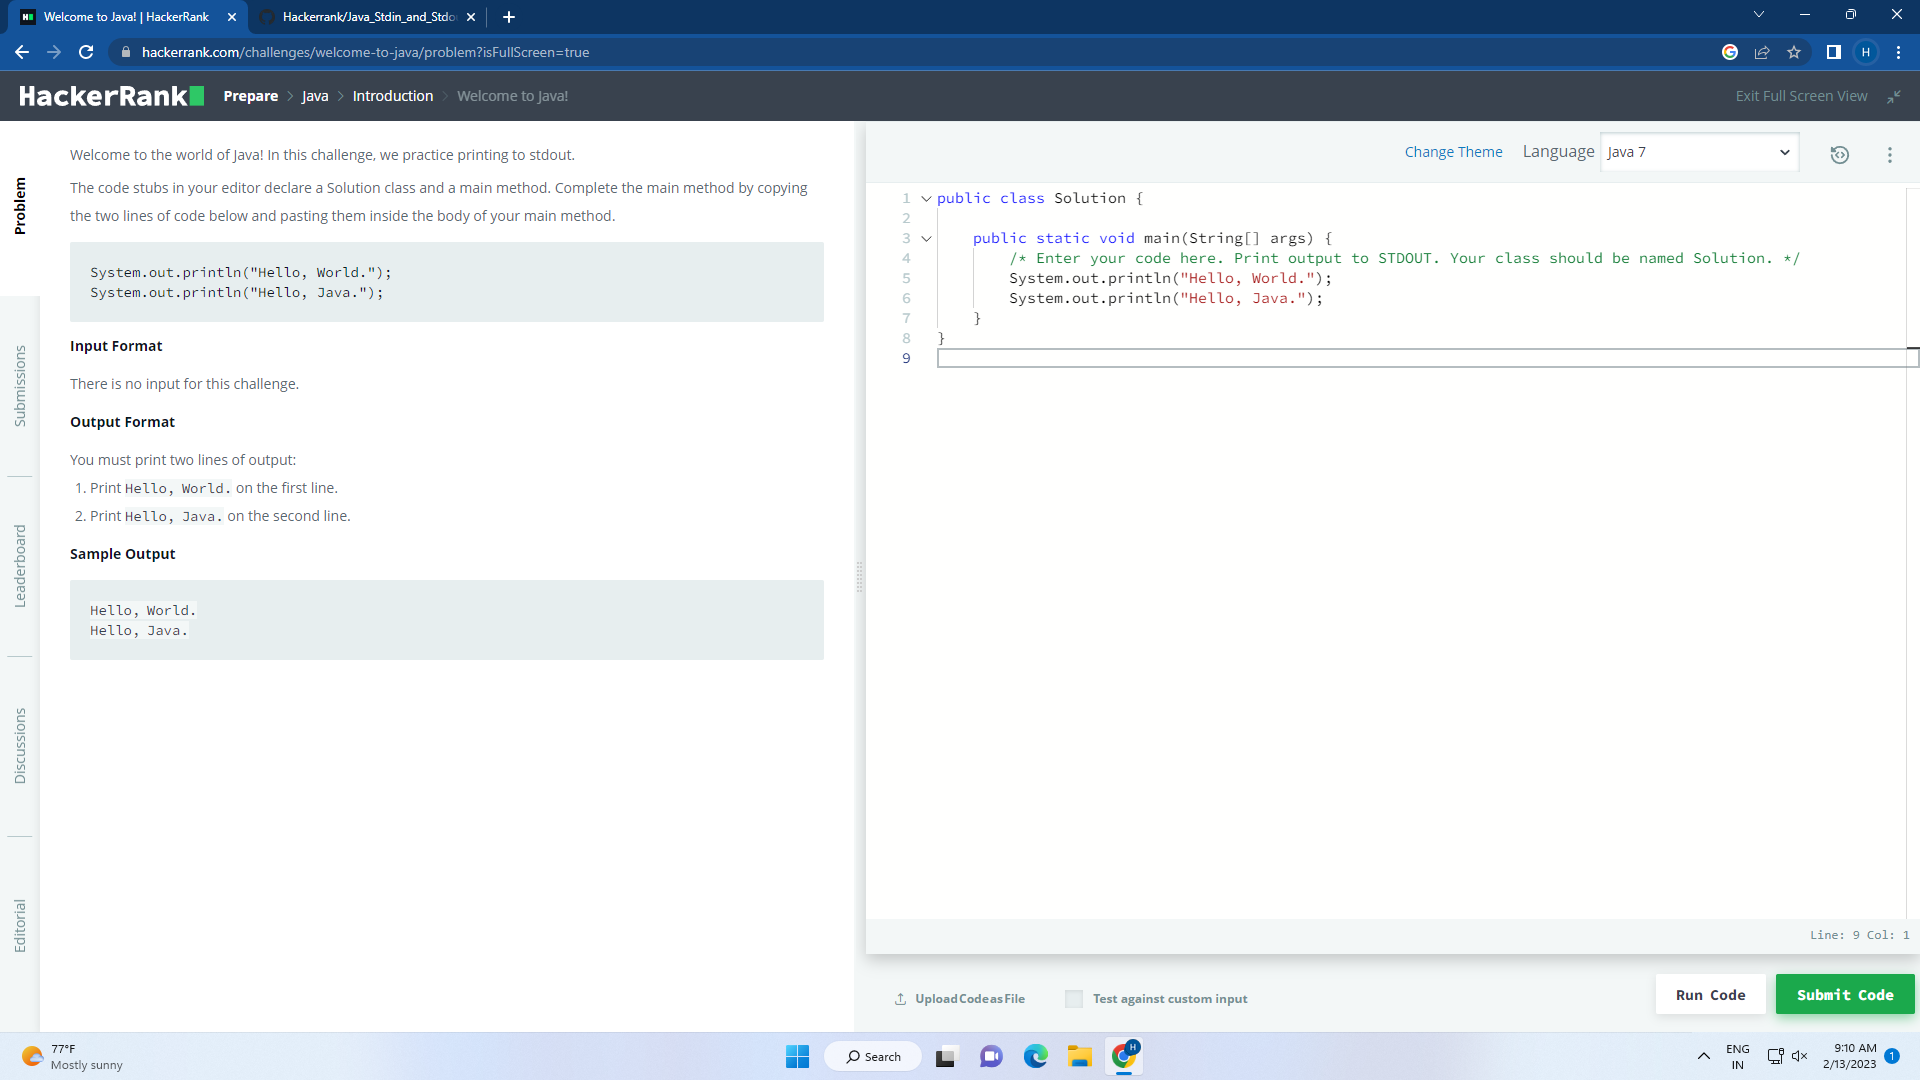 Welcome to Java! | HackerRank
Hackerrank/Java_Stdin_and_Stdo
hackerrank.com/challenges/welcome-to-java/problem?isFullScreen=true
H
HackerRank
Prepare > Java > Introduction > Welcome to Java!
Exit Full Screen View
Problem
Submissions
Leaderboard
Discussions
Editorial
Welcome to the world of Java! In this challenge, we practice printing to stdout.
The code stubs in your editor declare a Solution class and a main method. Complete the main method by copying
the two lines of code below and pasting them inside the body of your main method.
System.out.println("Hello, World.");
System.out.println("Hello, Java.");
Input Format
There is no input for this challenge.
Output Format
You must print two lines of output:
1. Print Hello, World. on the first line.
2. Print Hello, Java. on the second line.
Sample Output
Hello, World.
Hello, Java.
Change Theme Language Java 7
1 public class Solution {
2
3 public static void main(String[] args) {
4 /* Enter your code here. Print output to STDOUT. Your class should be named Solution. */
5 System.out.println("Hello, World.");
6 System.out.println("Hello, Java.");
7 }
8 }
9
Line: 9 Col: 1
Upload Code as File
Test against custom input
Run Code
Submit Code
77°F
Mostly sunny
Search
H
ENG
IN
9:10 AM
2/13/2023
1